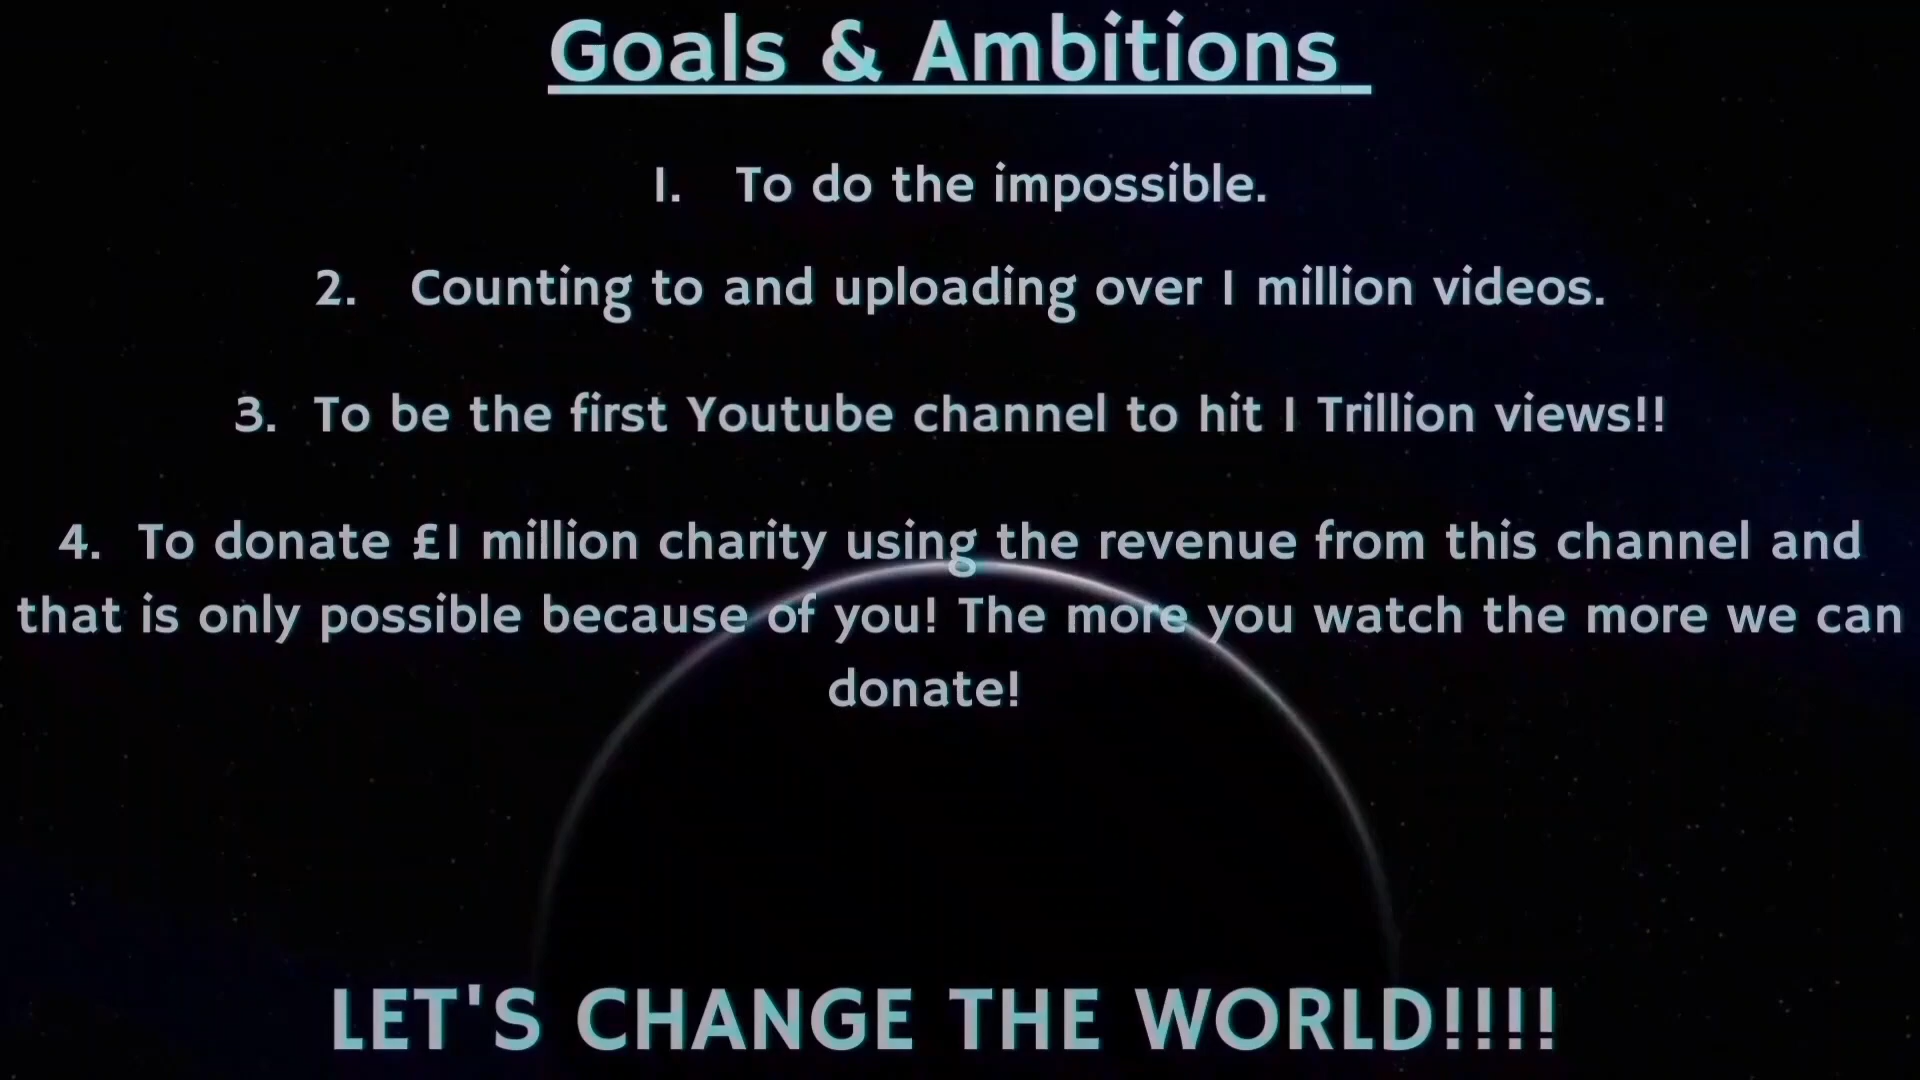 Goals & Ambitions
1. To do the impossible.
2. Counting to and uploading over 1 million videos.
3. To be the first Youtube channel to hit 1 Trillion views!!
4. To donate £1 million charity using the revenue from this channel and
that is only possible because of you! The more you watch the more we can
donate!
LET'S CHANGE THE WORLD!!!!